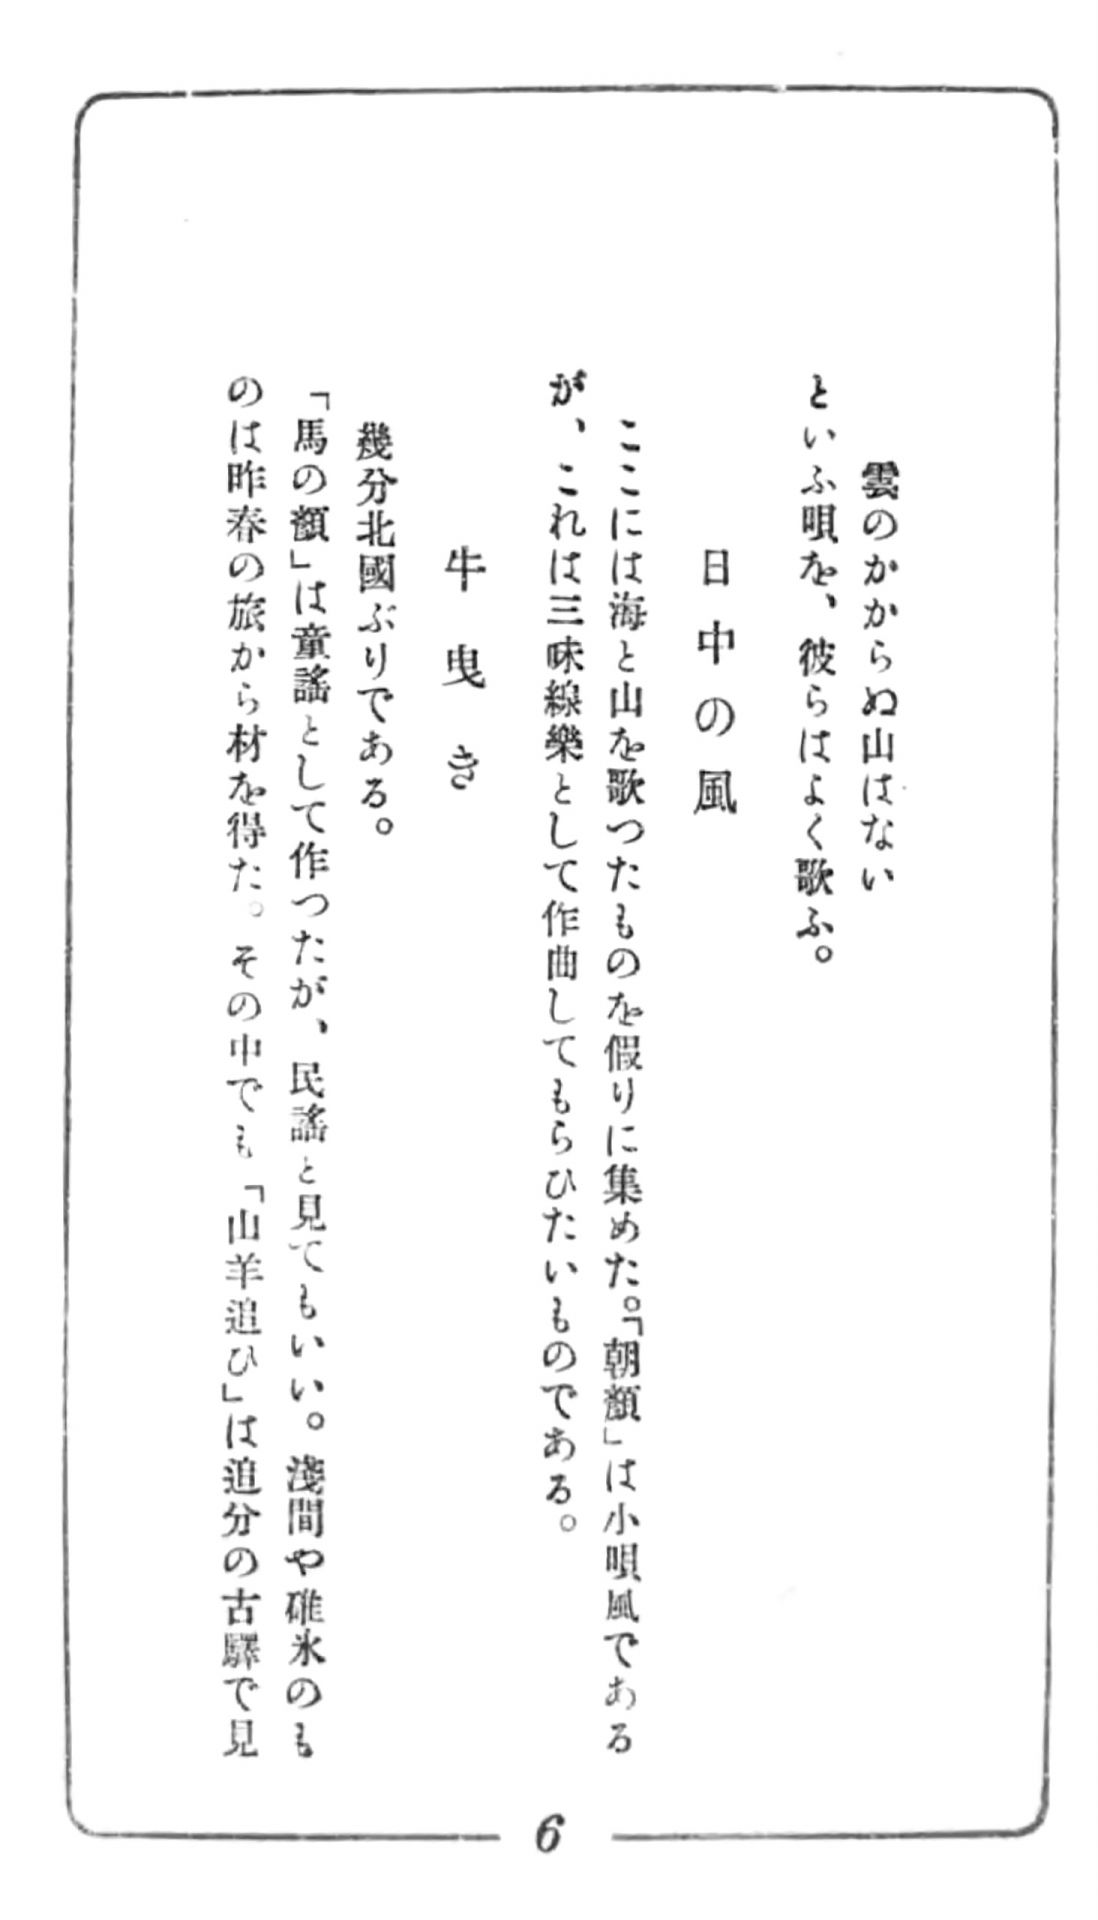 雲のかからぬ山はない
といふ唄を、彼らはよく歌ふ。
日中の風
ここには海と山を歌つたものを假りに集めた。「朝顏」は小唄風である
が、これは三味線樂として作曲してもらひたいものである。
牛曳き
幾分北國ぶりである。
「馬の顏」は童謠として作つたが、民謠と見てもいい。淺間や碓氷のも
のは昨春の旅から材を得た。その中でも「山羊追ひ」は追分の古驛で見
6